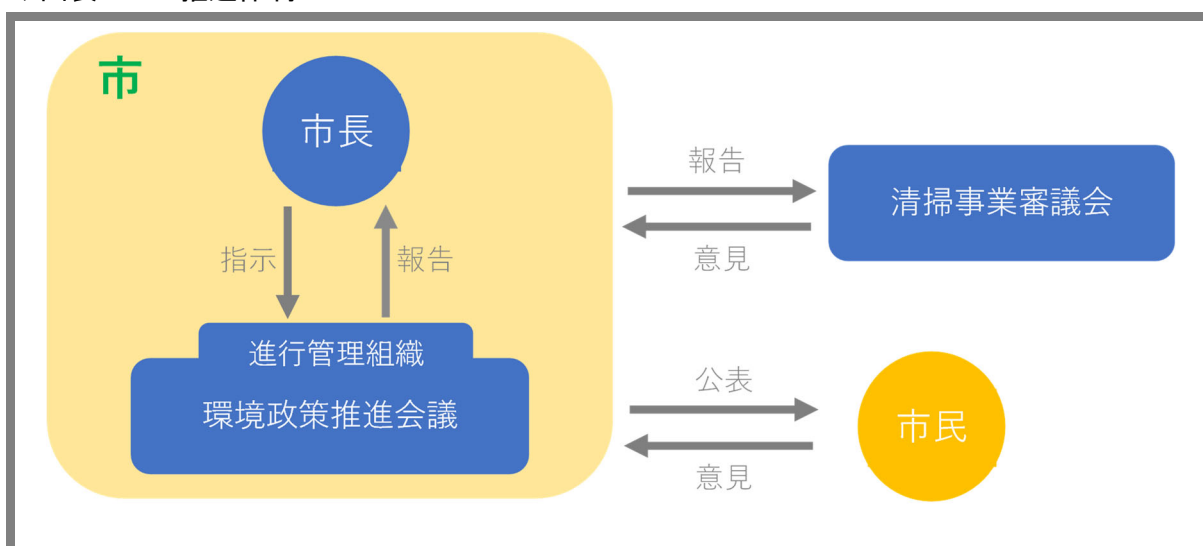 市
市長
指示
報告
進行管理組織
環境政策推進会議
報告
意見
清掃事業審議会
公表
意見
市民